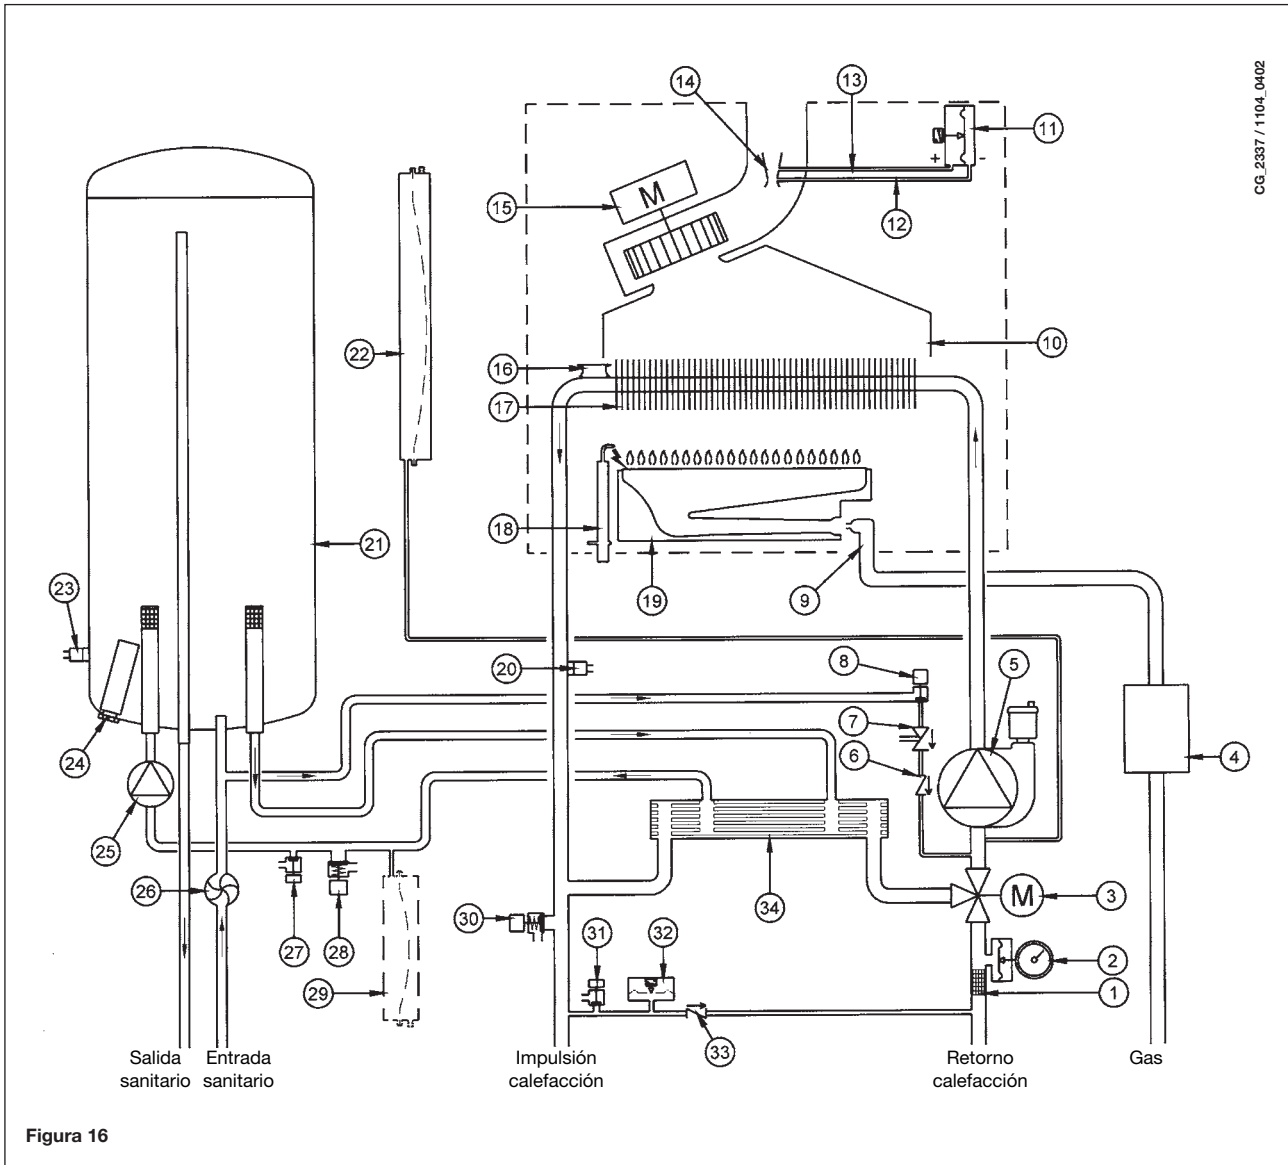 CG_2337 / 1104_0402
14
13
11
+ -
M
15
12
22
10
16
17
21
18
23
19
9
8
5
20
7
24
6
4
25
26
34
M
3
30
31
32
27
28
2
29
1
33
Salida
sanitario
Entrada
sanitario
Impulsión
calefacción
Retorno
calefacción
Gas
Figura 16